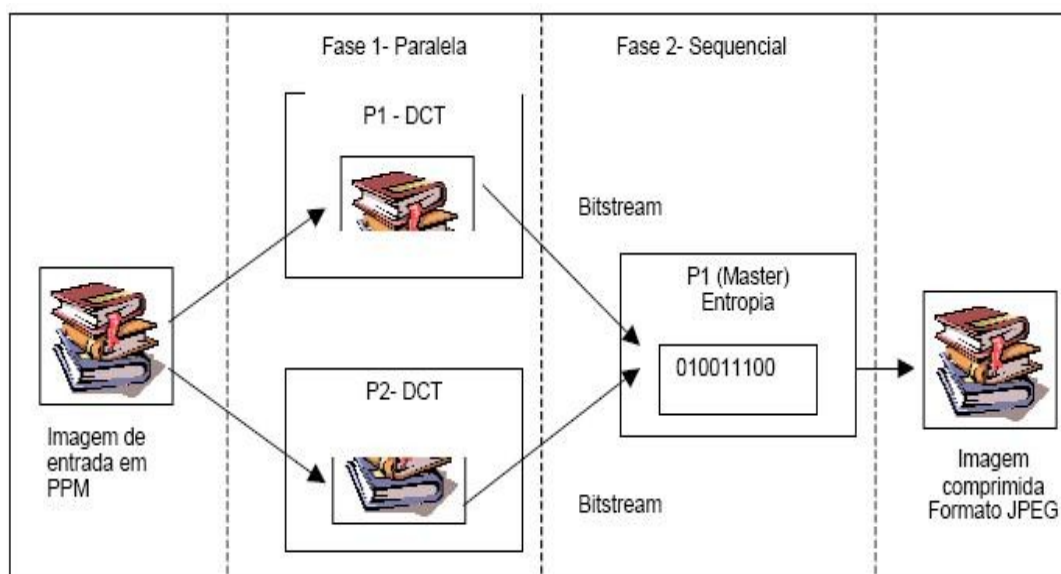 Fase 1- Paralela
Fase 2- Sequencial
P1 - DCT
Bitstream
P1 (Master)
Entropia
010011100
P2- DCT
Bitstream
Imagem de
entrada em
PPM
Imagem
comprimida
Formato JPEG